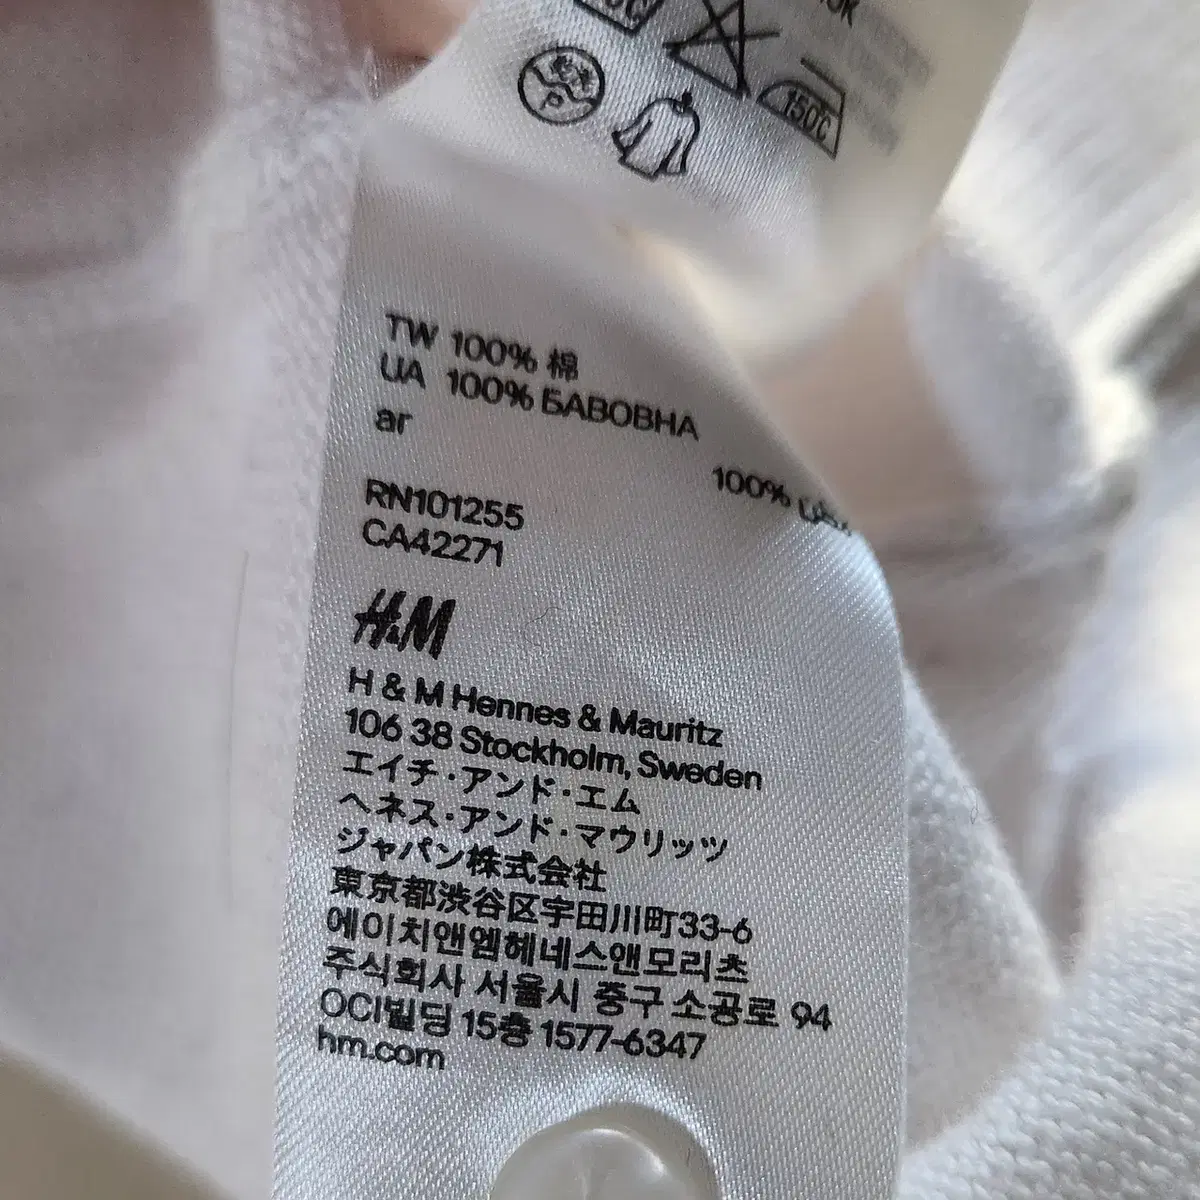 150C
TW 100% 棉
UA 100% БАВОВНА
ar
100%
RN101255
CA42271
H&M
H & M Hennes & Mauritz
106 38 Stockholm, Sweden
エイチ・アンド・エム
ヘネス・アンド・マウリッツ
ジャパン株式会社
東京都渋谷区宇田川町33-6
에이치앤엠헤네스앤모리츠
주식회사 서울시 중구 소공로 94
OCI빌딩 15층 1577-6347
hm.com